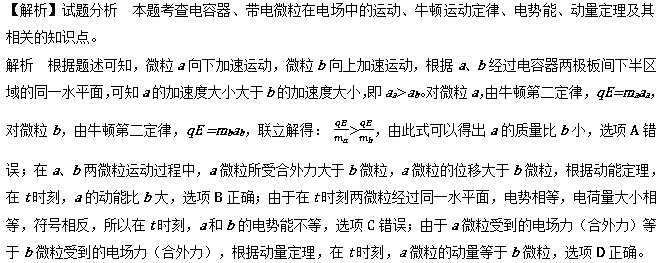 【解析】试题分析 本题考查电容器、带电微粒在电场中的运动、牛顿运动定律、电势能、动量定理及其
相关的知识点。
解析 根据题述可知，微粒 a 向下加速运动，微粒 b 向上加速运动，根据 a、b 经过电容器两极板间下半区
域的同一水平面，可知 a 的加速度大小大于 b 的加速度大小，即 aa>ab。对微粒 a，由牛顿第二定律，qE=maaa，
对微粒 b，由牛顿第二定律，qE =mbab，联立解得： qE/ma>qE/mb，由此式可以得出 a 的质量比 b 小，选项 A 错
误；在 a、b 两微粒运动过程中，a 微粒所受合外力大于 b 微粒，a 微粒的位移大于 b 微粒，根据动能定理，
在 t 时刻，a 的动能比 b 大，选项 B 正确；由于在 t 时刻两微粒经过同一水平面，电势相等，电荷量大小相
等，符号相反，所以在 t 时刻，a 和 b 的电势能不等，选项 C 错误；由于 a 微粒受到的电场力（合外力）等
于 b 微粒受到的电场力（合外力），根据动量定理，在 t 时刻，a 微粒的动量等于 b 微粒，选项 D 正确。